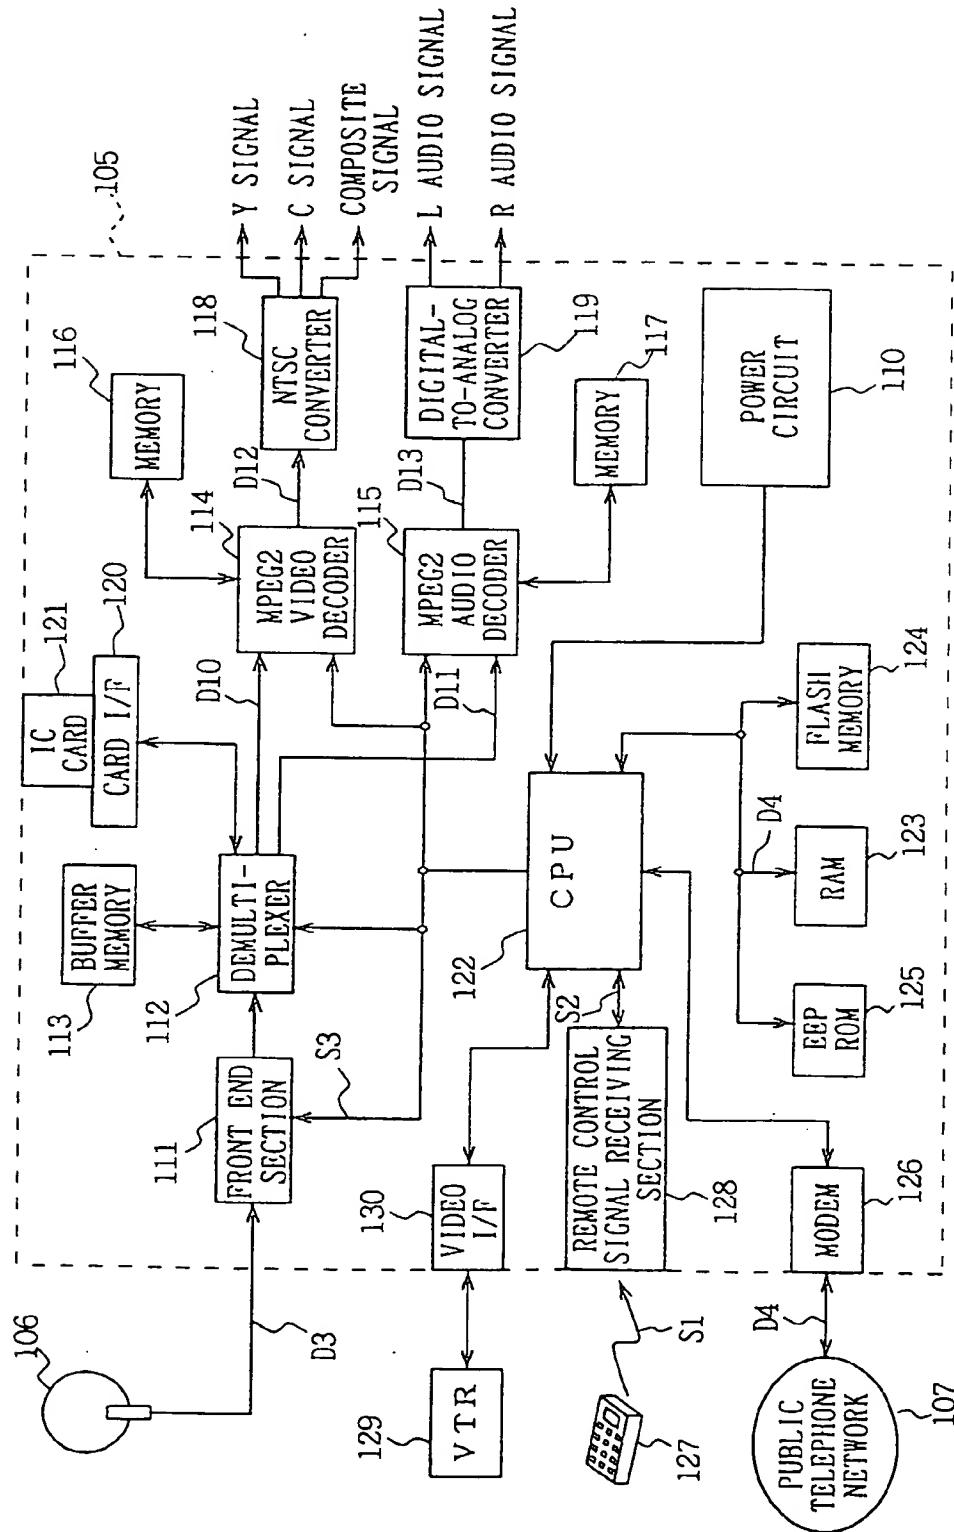 105
106
D3
111
FRONT END
SECTION
S3
113
BUFFER
MEMORY
112
DEMULTI-
PLEXER
121
IC
CARD
120
CARD I/F
D10
D11
116
MEMORY
114
MPEG2
VIDEO
DECODER
D12
118
NTSC
CONVERTER
Y SIGNAL
C SIGNAL
COMPOSITE
SIGNAL
115
MPEG2
AUDIO
DECODER
D13
DIGITAL-
TO-ANALOG
CONVERTER
119
L AUDIO SIGNAL
R AUDIO SIGNAL
MEMORY
117
129
VTR
130
VIDEO
I/F
122
CPU
POWER
CIRCUIT
110
127
S1
REMOTE CONTROL
SIGNAL RECEIVING
SECTION
128
S2
PUBLIC
TELEPHONE
NETWORK
107
D4
MODEM
126
EEP
ROM
125
D4
RAM
123
FLASH
MEMORY
124